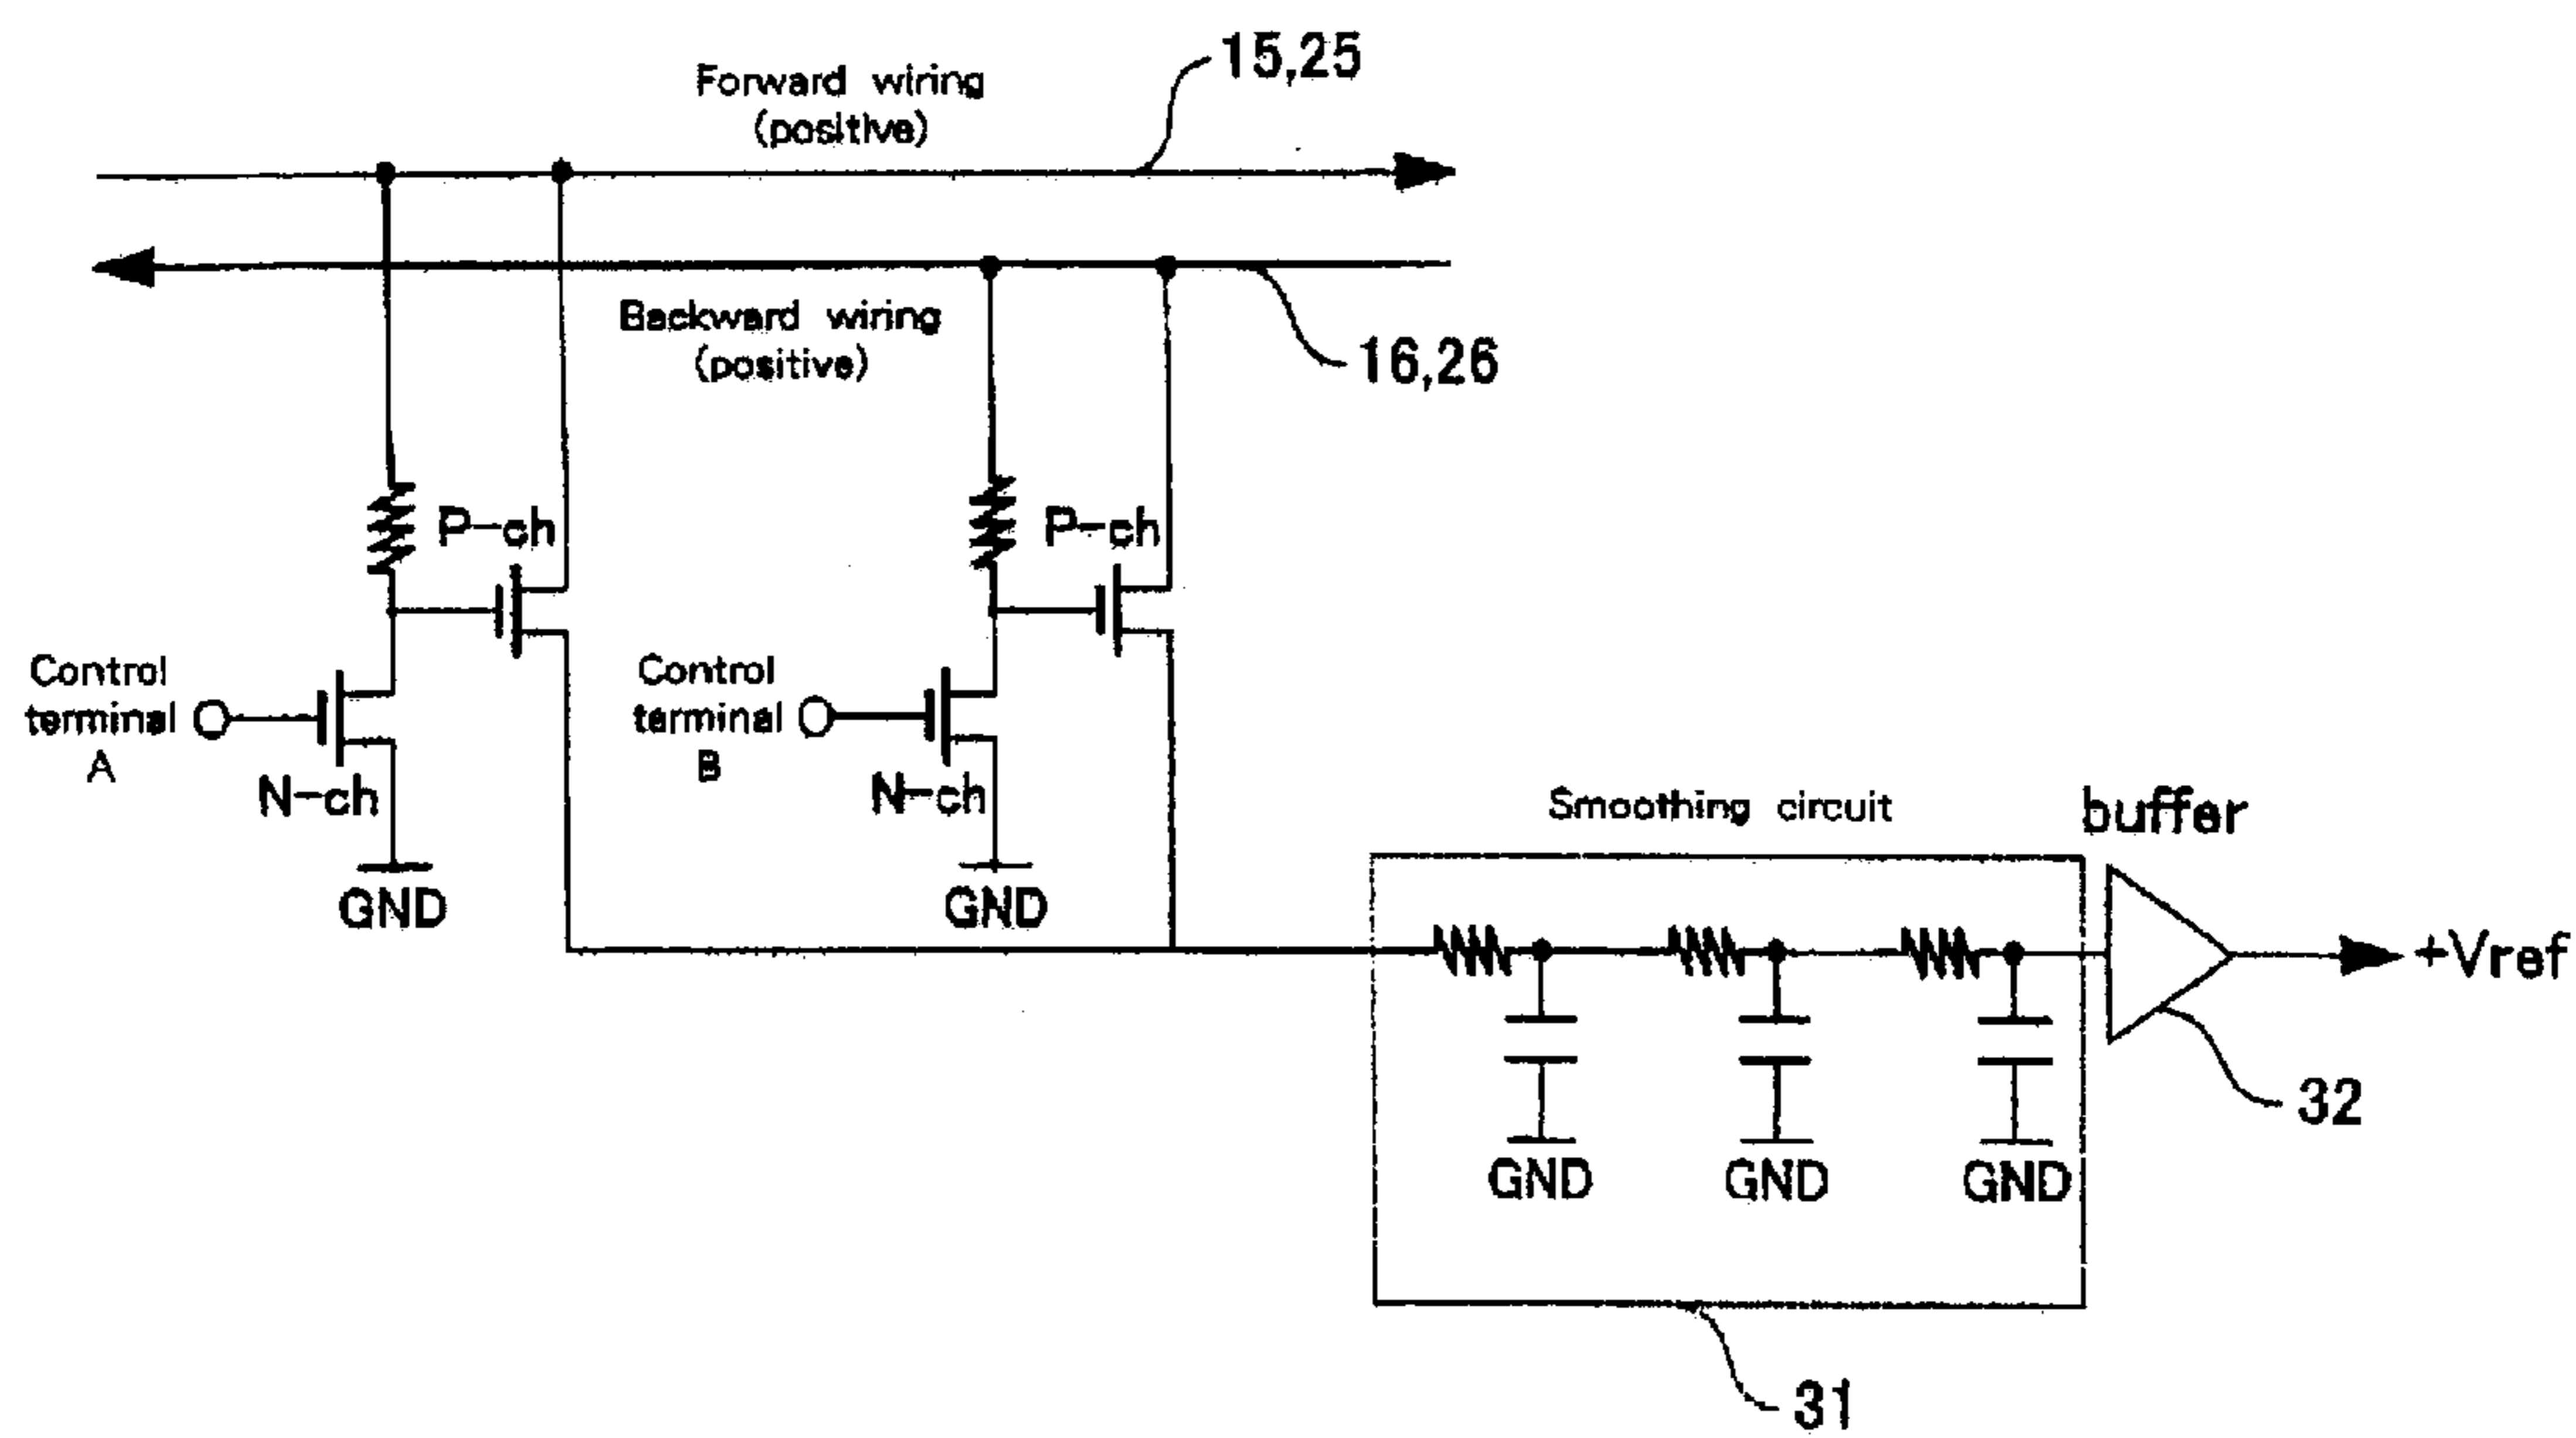 15,25
Forward wiring
(positive)
Backward wiring
(positive)
16,26
P-ch
P-ch
Control
terminal
A
N-ch
GND
Control
terminal
B
N-ch
GND
Smoothing circuit
buffer
+Vref
32
GND
GND
GND
31